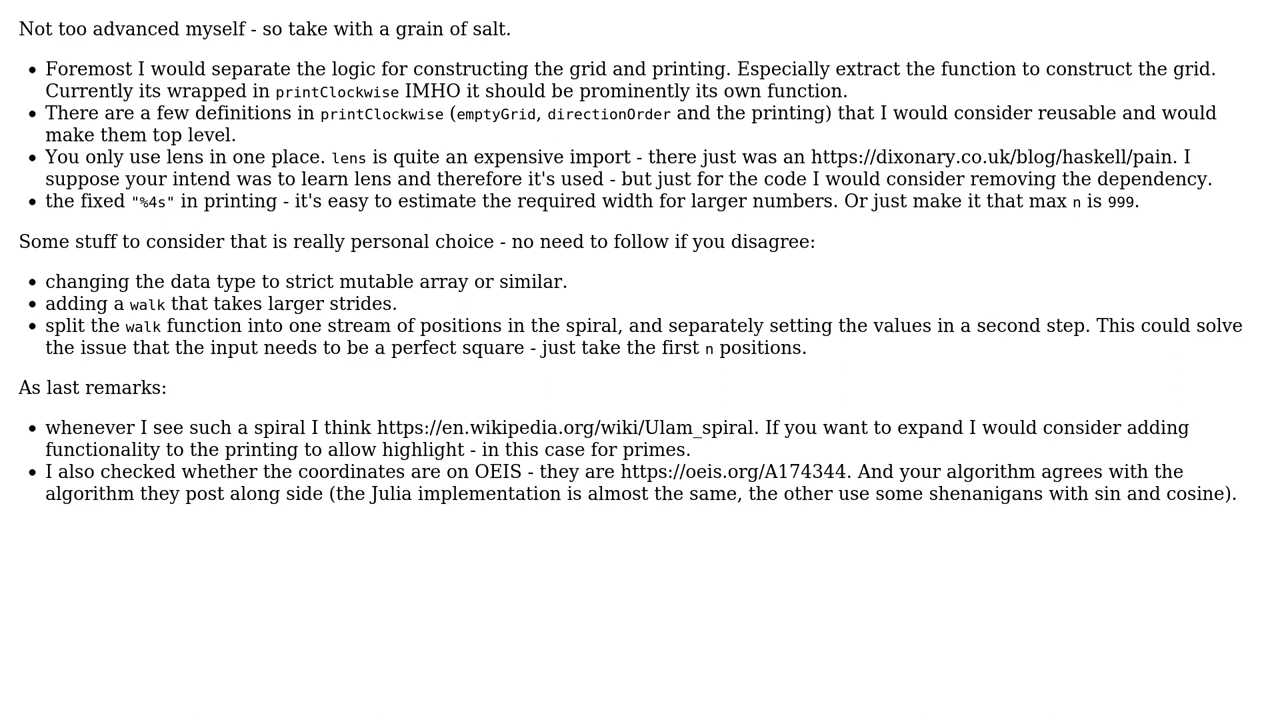 Not too advanced myself - so take with a grain of salt.
• Foremost I would separate the logic for constructing the grid and printing. Especially extract the function to construct the grid.
Currently its wrapped in printClockwise IMHO it should be prominently its own function.
• There are a few definitions in printClockwise (emptyGrid, directionOrder and the printing) that I would consider reusable and would
make them top level.
• You only use lens in one place. lens is quite an expensive import - there just was an https://dixonary.co.uk/blog/haskell/pain. I
suppose your intend was to learn lens and therefore it's used - but just for the code I would consider removing the dependency.
• the fixed "%4s" in printing - it's easy to estimate the required width for larger numbers. Or just make it that max n is 999.
Some stuff to consider that is really personal choice - no need to follow if you disagree:
• changing the data type to strict mutable array or similar.
• adding a walk that takes larger strides.
• split the walk function into one stream of positions in the spiral, and separately setting the values in a second step. This could solve
the issue that the input needs to be a perfect square - just take the first n positions.
As last remarks:
• whenever I see such a spiral I think https://en.wikipedia.org/wiki/Ulam_spiral. If you want to expand I would consider adding
functionality to the printing to allow highlight - in this case for primes.
• I also checked whether the coordinates are on OEIS - they are https://oeis.org/A174344. And your algorithm agrees with the
algorithm they post along side (the Julia implementation is almost the same, the other use some shenanigans with sin and cosine).